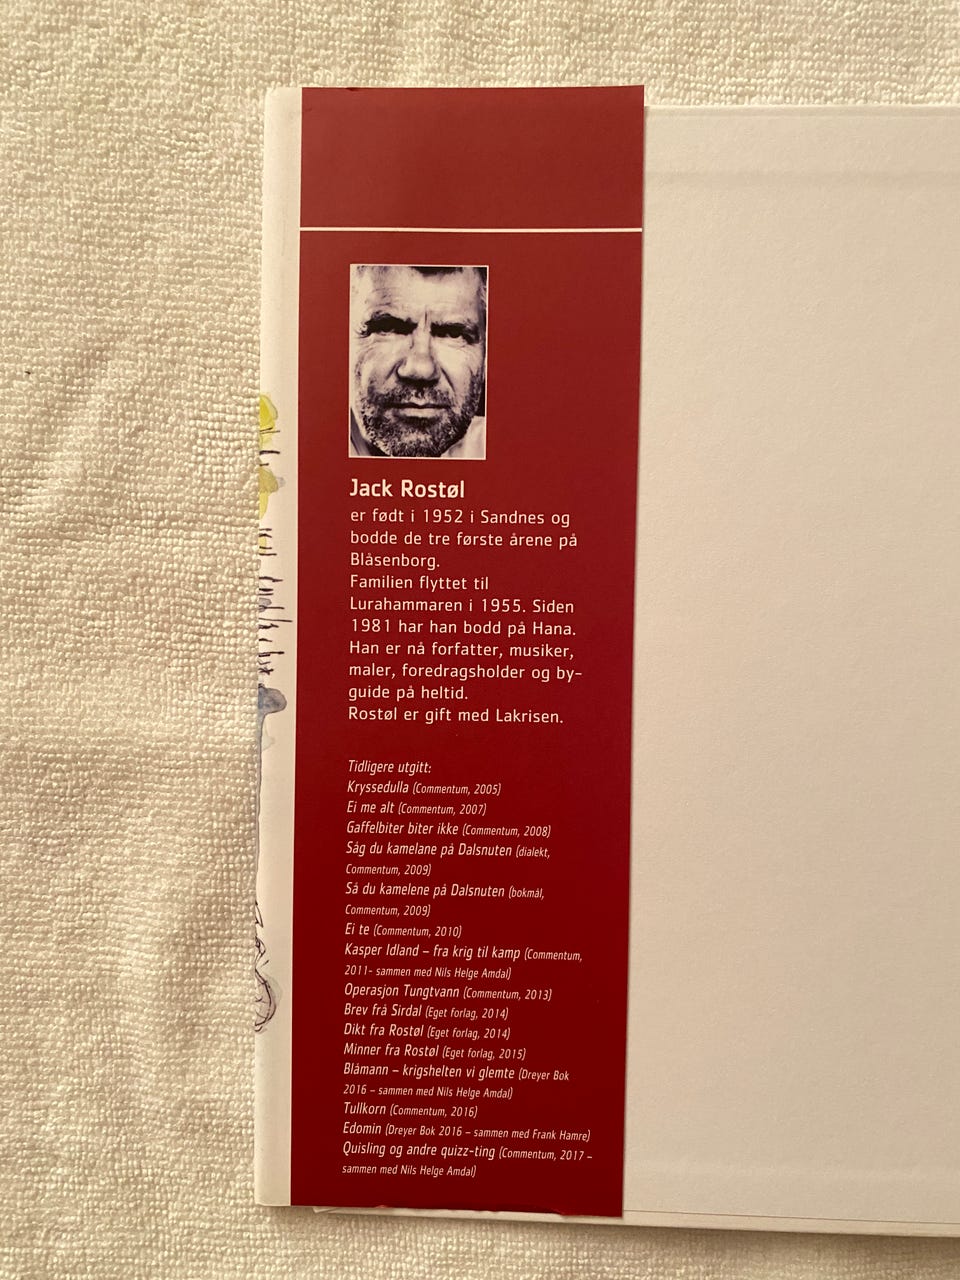 Jack Rostøl
er født i 1952 i Sandnes og
bodde de tre første årene på
Blåsenborg.
Familien flyttet til
Lurahammaren i 1955. Siden
1981 har han bodd på Hana.
Han er nå forfatter, musiker,
maler, foredragsholder og by-
guide på heltid.
Rostøl er gift med Lakrisen.
Tidligere utgitt:
Kryssedulla (Commentum, 2005)
Ei me alt (Commentum, 2007)
Gaffelbiter biter ikke (Commentum, 2008)
Såg du kamelane på Dalsnuten (dialekt,
Commentum, 2009)
Så du kamelene på Dalsnuten (bokmål,
Commentum, 2009)
Ei te (Commentum, 2010)
Kasper Idland – fra krig til kamp (Commentum,
2011- sammen med Nils Helge Amdal)
Operasjon Tungtvann (Commentum, 2013)
Brev frå Sirdal (Eget forlag, 2014)
Dikt fra Rostøl (Eget forlag, 2014)
Minner fra Rostøl (Eget forlag, 2015)
Blåmann – krigshelten vi glemte (Dreyer Bok
2016 – sammen med Nils Helge Amdal)
Tullkorn (Commentum, 2016)
Edomin (Dreyer Bok 2016 – sammen med Frank Hamre)
Quisling og andre quizz-ting (Commentum, 2017 –
sammen med Nils Helge Amdal)